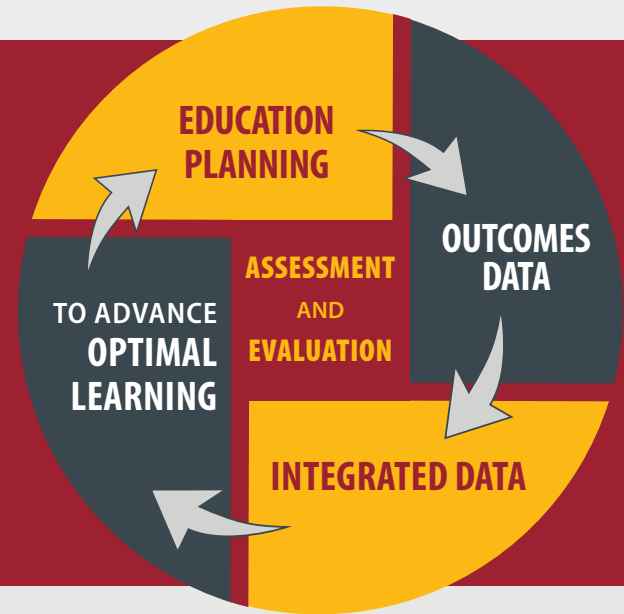 EDUCATION
PLANNING
OUTCOMES
DATA
ASSESSMENT
AND
EVALUATION
TO ADVANCE
OPTIMAL
LEARNING
INTEGRATED DATA